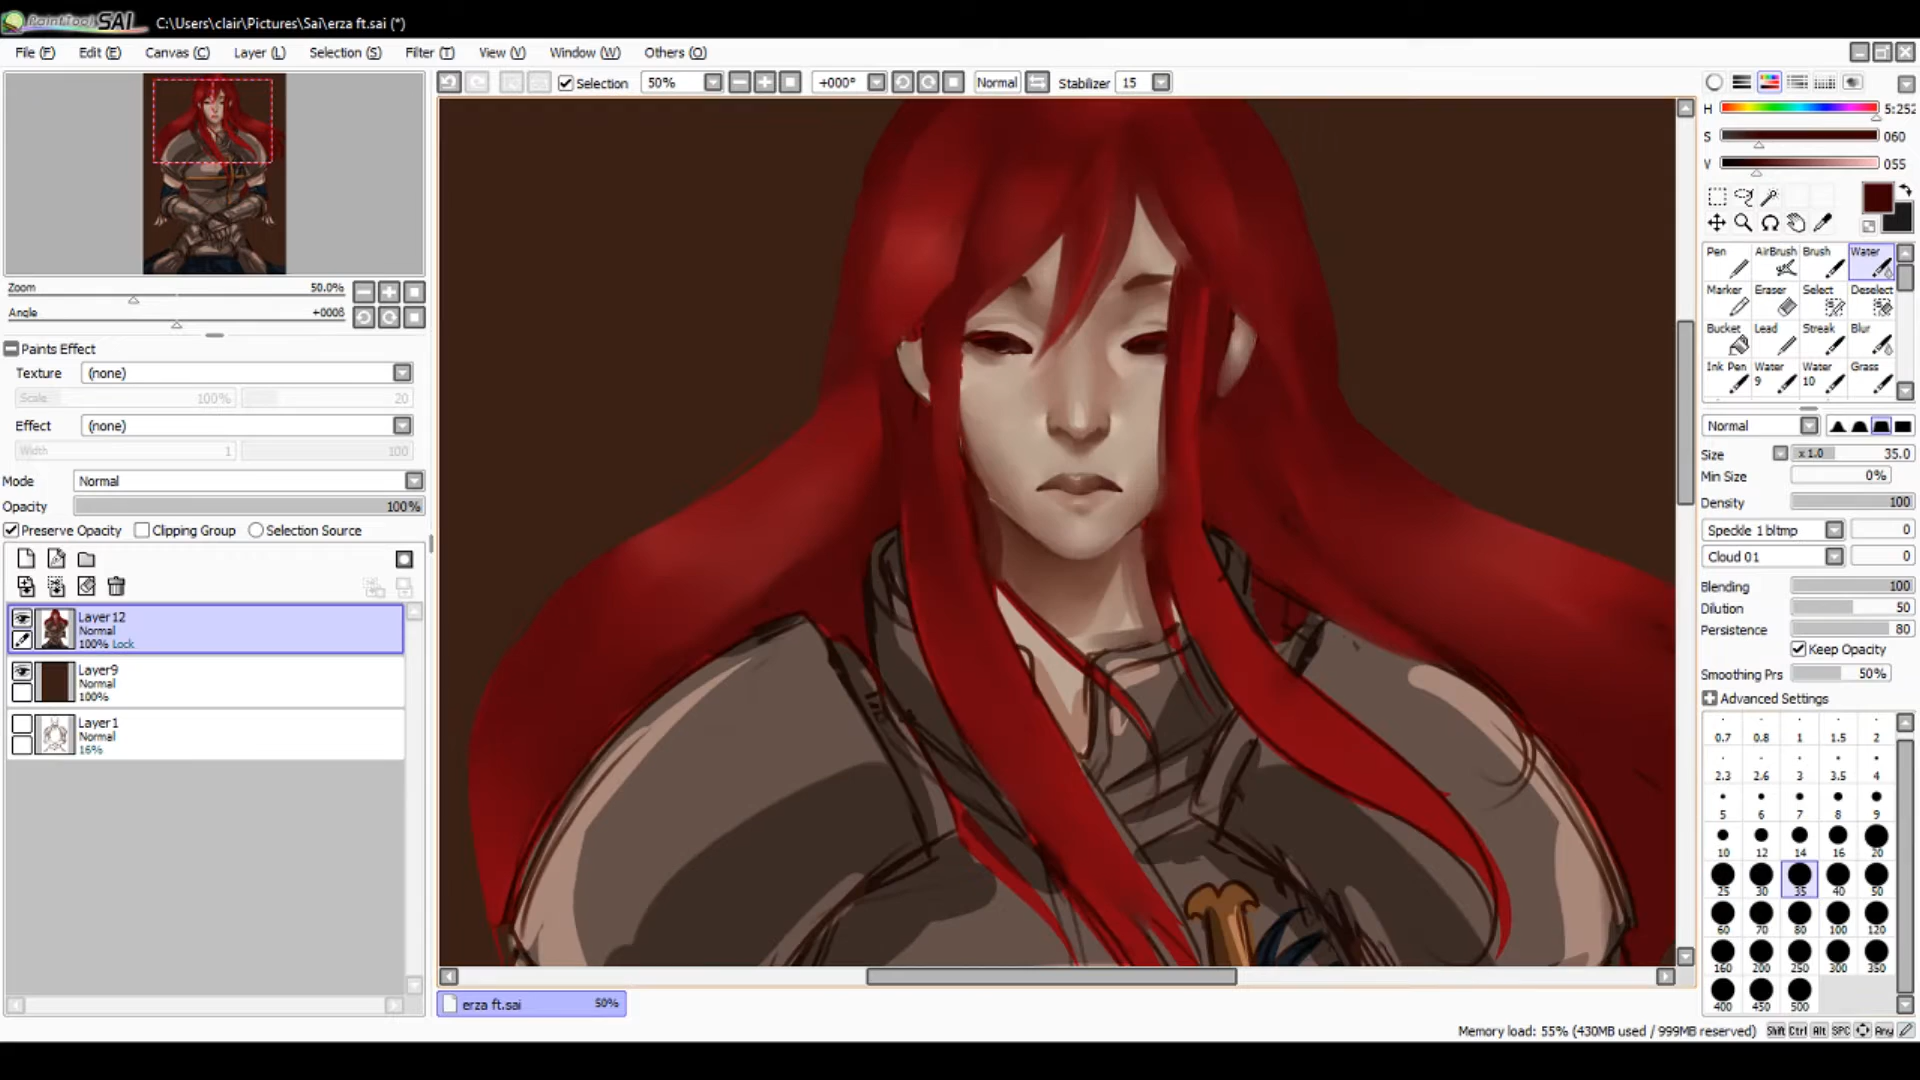 PaintTool SAI C:\Users\clair\Pictures\Sai\erza ft.sai (*)
File (F) Edit (E) Canvas (C) Layer (L) Selection (S) Filter (T) View (V) Window (W) Others (O)
Selection 50% +000° Normal Stabilizer 15
H 5:252
S 060
V 055
Zoom 50.0%
Angle +000δ
Paints Effect
Texture (none)
Scale 100% 20
Effect (none)
Width 1 100
Mode Normal
Opacity 100%
Preserve Opacity Clipping Group Selection Source
Layer12
Normal
100% Lock
Layer9
Normal
100%
Layer1
Normal
16%
Pen AirBrush Brush Water
Marker Eraser Select Deselect
Bucket Lead Streak Blur
Ink Pen Water 9 Water 10 Grass
Normal
Size x 1.0 35.0
Min Size 0%
Density 100
Speckle 1 bitmp 0
Cloud 01 0
Blending 100
Dilution 50
Persistence 80
Keep Opacity
Smoothing Prs 50%
Advanced Settings
0.7 0.8 1 1.5 2
2.3 2.6 3 3.5 4
5 6 7 8 9
10 12 14 16 20
25 30 35 40 50
60 70 80 100 120
160 200 250 300 350
400 450 500
erza ft.sai 50%
Memory load: 55% (430MB used / 999MB reserved) Shift Ctrl Alt SPC Any